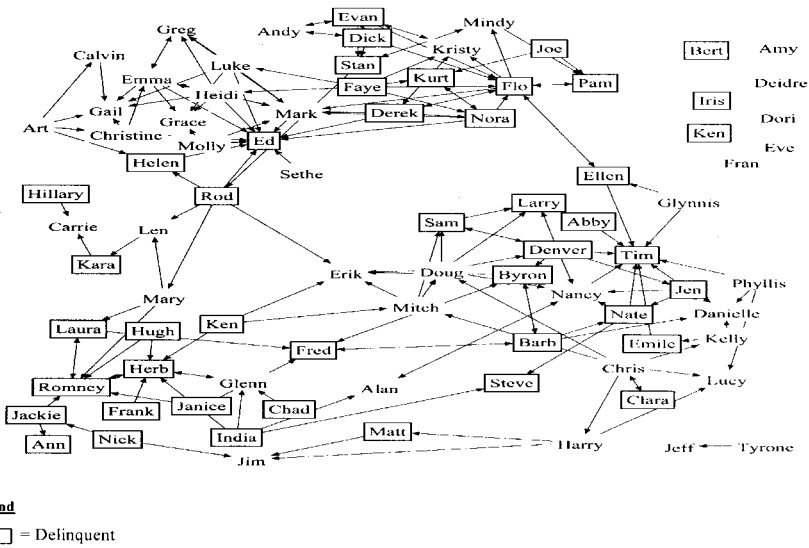 Evan
Mindy
Greg
Andy
Dick
Kristy
Joe
Bert
Amy
Calvin
Luke
Stan
Emma
Kurt
Flo
Pam
Deidre
Heidi
Faye
Iris
Gail
Grace
Mark
Derek
Nora
Dori
Art
Christine
Ken
Molly
Ed
Eve
Helen
Fran
Sethe
Ellen
Hillary
Rod
Glynnis
Larry
Carrie
Len
Sam
Abby
Denver
Tim
Kara
Erik
Doug
Byron
Phyllis
Mary
Nancy
Jen
Mitch
Nate
Danielle
Laura
Hugh
Ken
Fred
Barb
Emile
Kelly
Herb
Chris
Romney
Glenn
Alan
Steve
Lucy
Jackie
Frank
Janice
Chad
Clara
Ann
Nick
India
Matt
Harry
Jeff
Tyrone
Jim
nd
= Delinquent